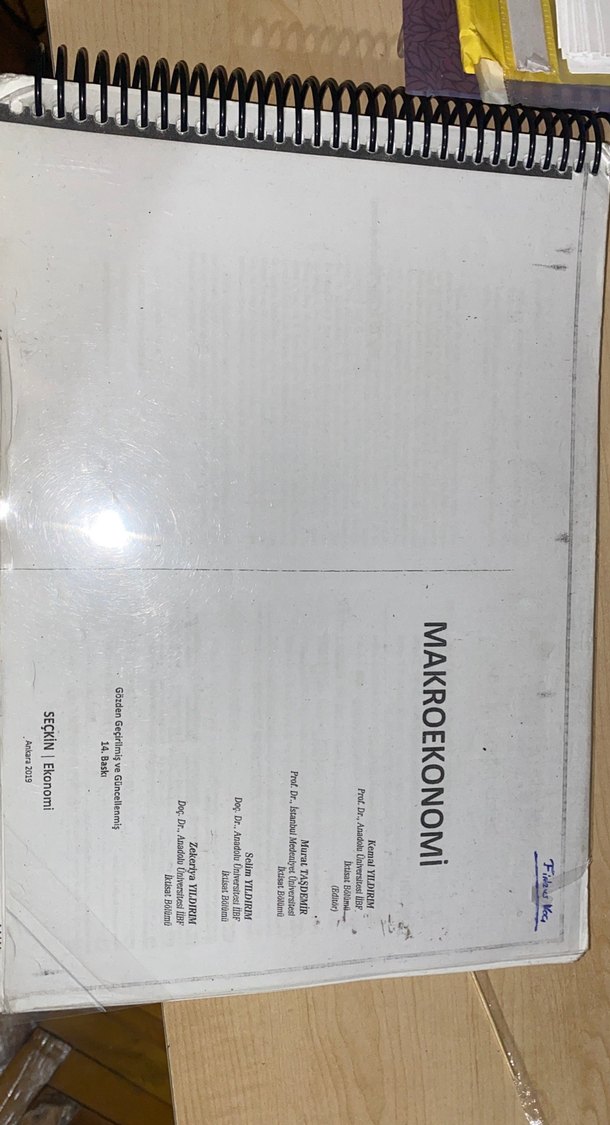 MAKROEKONOMİ
Kemal YILDIRIM
Prof. Dr., Anadolu Üniversitesi İİBF
İktisat Bölümü
(Editör)
Murat TAŞDEMİR
Prof. Dr., İstanbul Medeniyet Üniversitesi
İktisat Bölümü
Selim YILDIRIM
Doç. Dr., Anadolu Üniversitesi İİBF
İktisat Bölümü
Zekeriya YILDIRIM
Doç. Dr., Anadolu Üniversitesi İİBF
İktisat Bölümü
Gözden Geçirilmiş ve Güncellenmiş
14. Baskı
SEÇKİN | Ekonomi
Ankara 2019